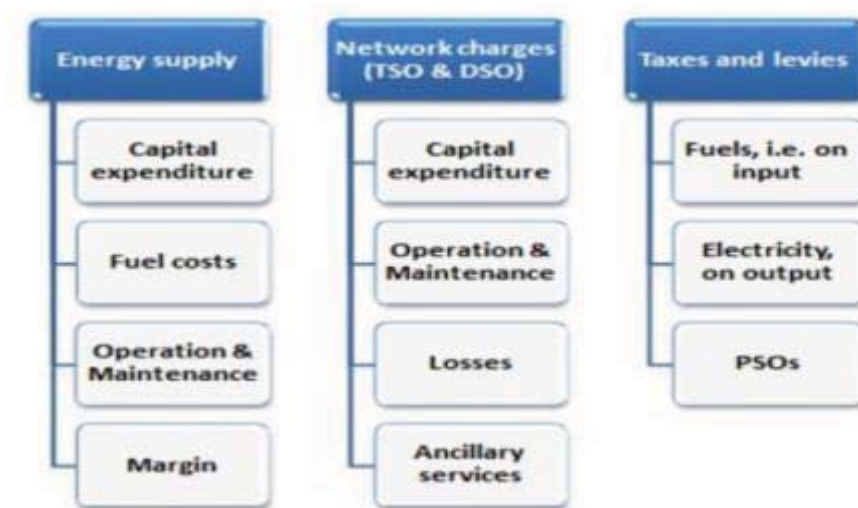 Energy supply
Capital
expenditure
Fuel costs
Operation &
Maintenance
Margin
Network charges
(TSO & DSO)
Capital
expenditure
Operation &
Maintenance
Losses
Ancillary
services
Taxes and levies
Fuels, i.e. on
input
Electricity,
on output
PSOs